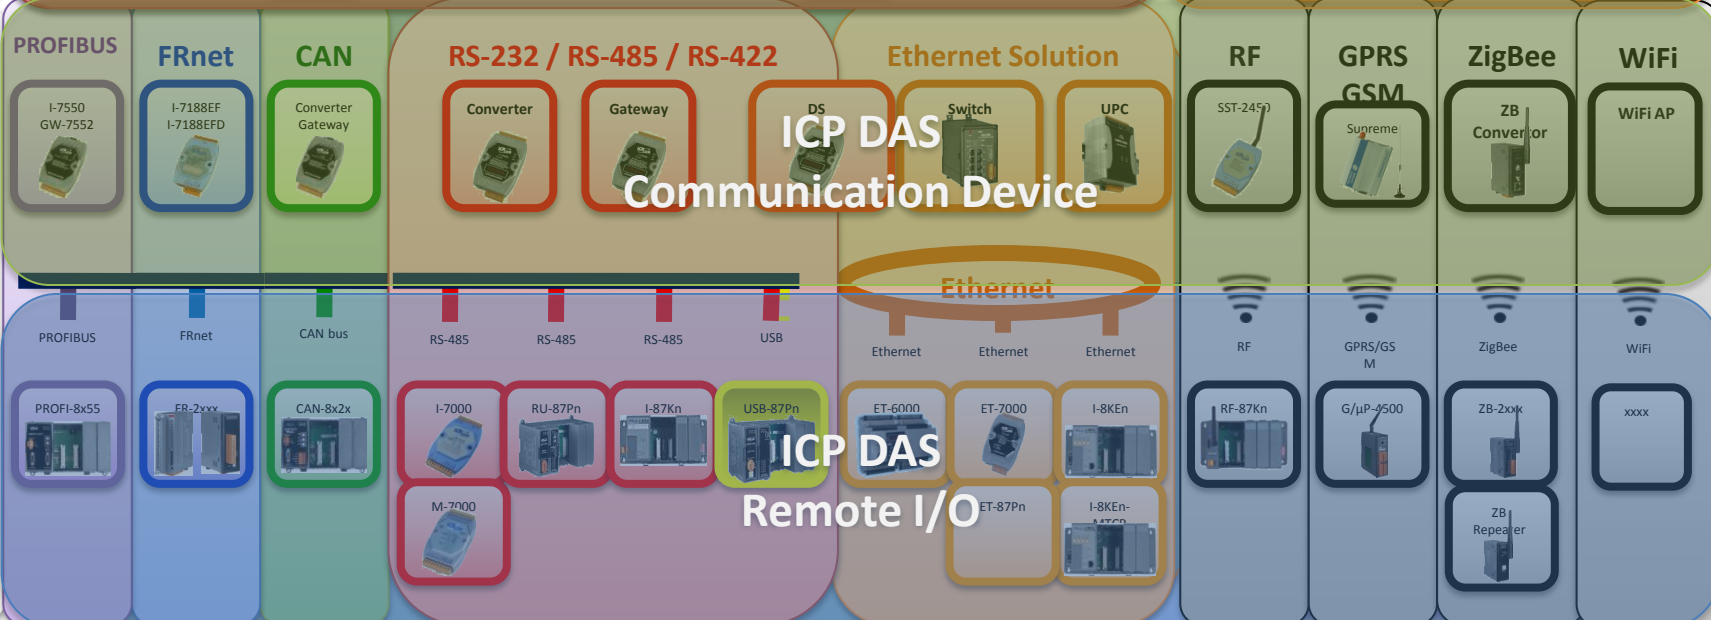 PROFIBUS
FRnet
CAN
RS-232 / RS-485 / RS-422
Ethernet Solution
RF
GPRS
GSM
ZigBee
WiFi
I-7550
GW-7552
I-7188EF
I-7188EFD
Converter
Gateway
Converter
Gateway
DS
Switch
UPC
SST-2450
Supreme
ZB
Convertor
WiFi AP
ICP DAS
Communication Device
Ethernet
PROFIBUS
FRnet
CAN bus
RS-485
RS-485
RS-485
USB
Ethernet
Ethernet
Ethernet
RF
GPRS/GS
M
ZigBee
WiFi
PROFI-8x55
FR-2xxx
CAN-8x2x
I-7000
RU-87Pn
I-87Kn
USB-87Pn
ET-6000
ET-7000
I-8KEn
RF-87Kn
G/μP-4500
ZB-2xxx
xxxx
ICP DAS
Remote I/O
M-7000
ET-87Pn
I-8KEn-
MTCP
ZB
Repeater